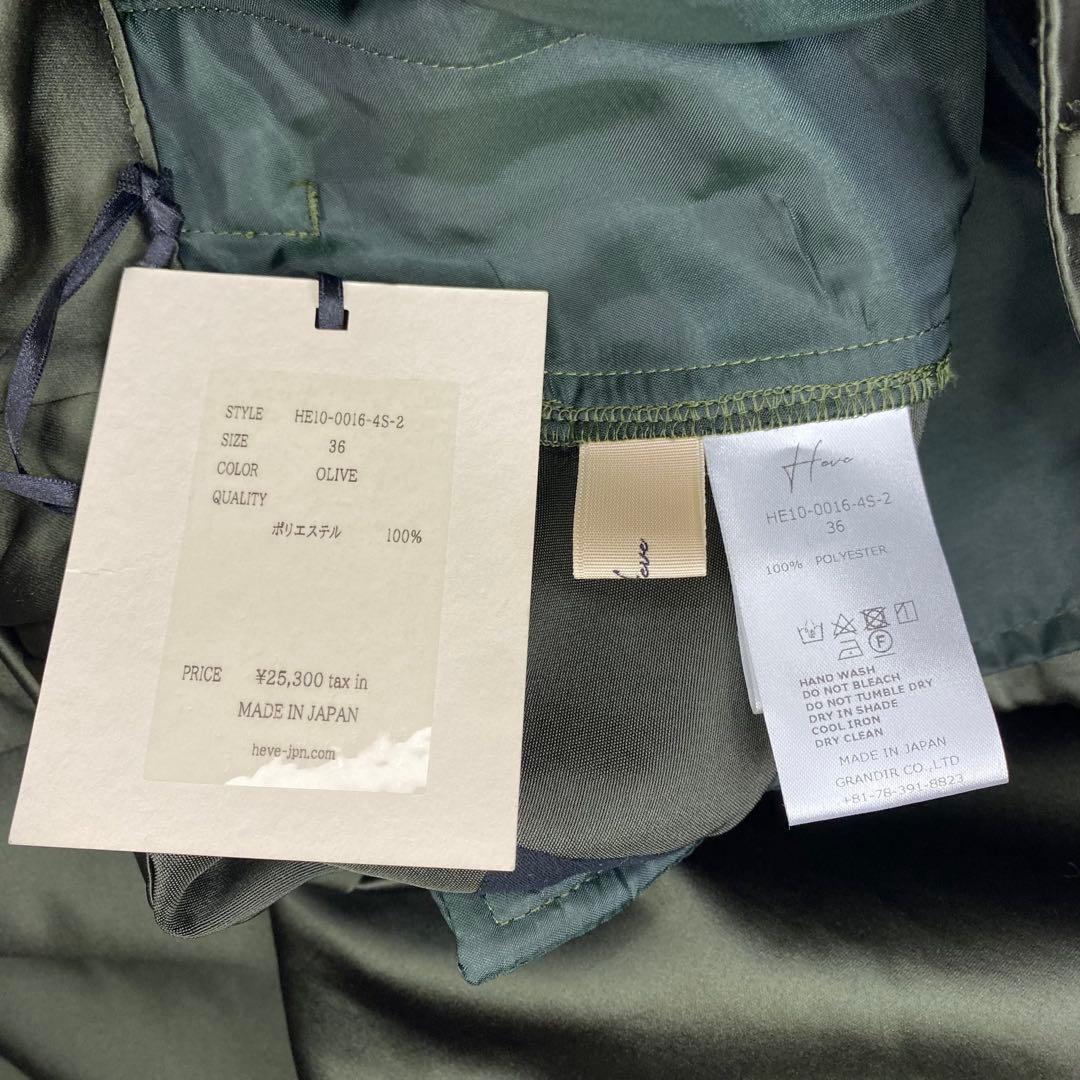 STYLE HE10-0016-4S-2
SIZE 36
COLOR OLIVE
QUALITY
ポリエステル 100%
PRICE ¥25,300 tax in
MADE IN JAPAN
heve-jpn.com
Heve
Heve
HE10-0016-4S-2
36
100% POLYESTER
HAND WASH
DO NOT BLEACH
DO NOT TUMBLE DRY
DRY IN SHADE
COOL IRON
DRY CLEAN
MADE IN JAPAN
GRANDIR CO.,LTD
+81-78-391-8823